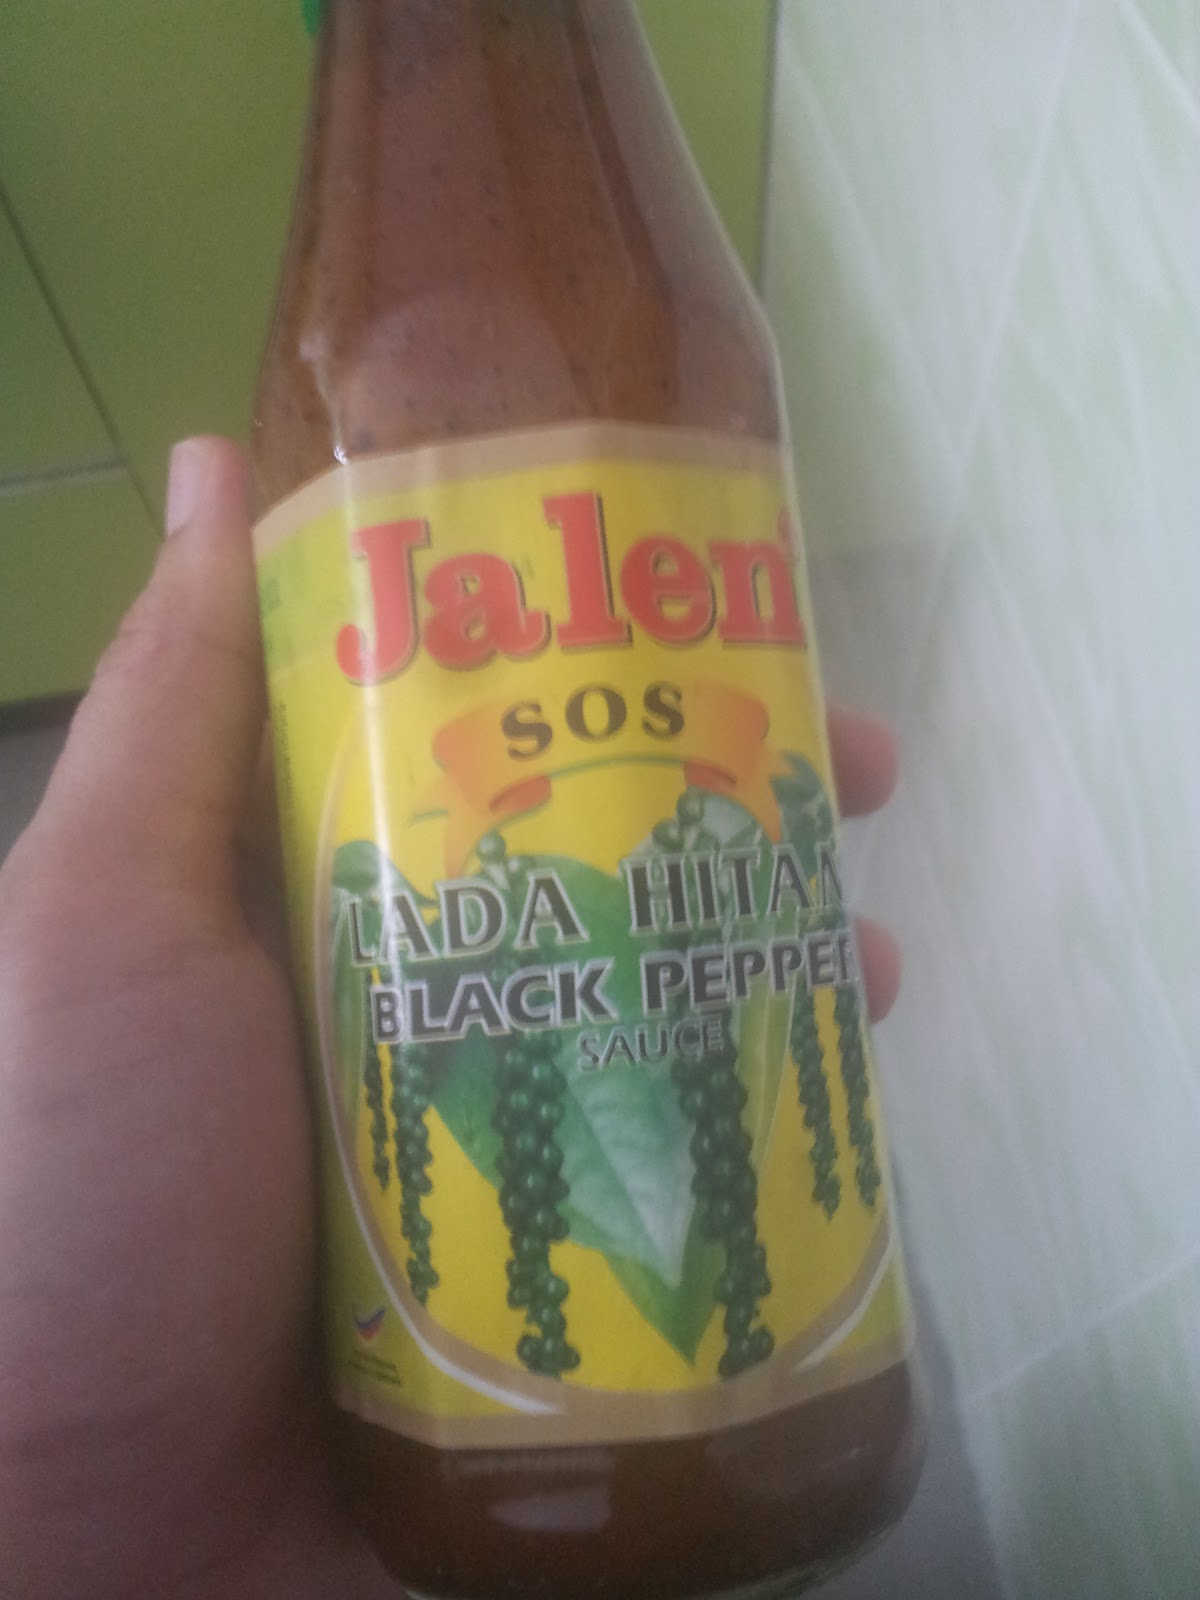 Jalen
SOS
LADA HITAM
BLACK PEPPER
SAUCE